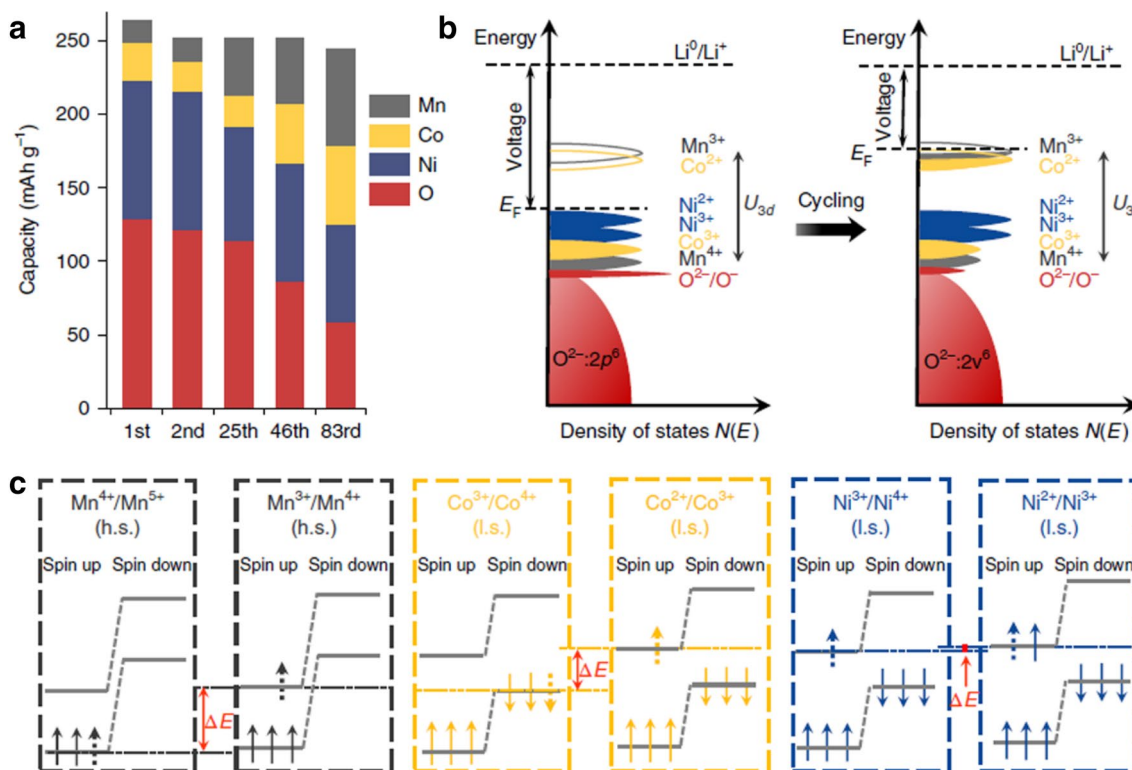 a
Capacity (mAh g⁻¹)
250
200
150
100
50
0
1st 2nd 25th 46th 83rd
Mn
Co
Ni
O
b
Energy
Li⁰/Li⁺
Voltage
E_F
Mn³⁺
Co²⁺
Ni²⁺
Ni³⁺
Co³⁺
Mn⁴⁺
O²⁻/O⁻
U₃d
O²⁻:2p⁶
Density of states N(E)
Cycling
Energy
Li⁰/Li⁺
Voltage
E_F
Mn³⁺
Co²⁺
Ni²⁺
Ni³⁺
Co³⁺
Mn⁴⁺
O²⁻/O⁻
U₃
O²⁻:2v⁶
Density of states N(E)
c
Mn⁴⁺/Mn⁵⁺
(h.s.)
Spin up Spin down
ΔE
Mn³⁺/Mn⁴⁺
(h.s.)
Spin up Spin down
Co³⁺/Co⁴⁺
(l.s.)
Spin up Spin down
ΔE
Co²⁺/Co³⁺
(l.s.)
Spin up Spin down
Ni³⁺/Ni⁴⁺
(l.s.)
Spin up Spin down
ΔE
Ni²⁺/Ni³⁺
(l.s.)
Spin up Spin down